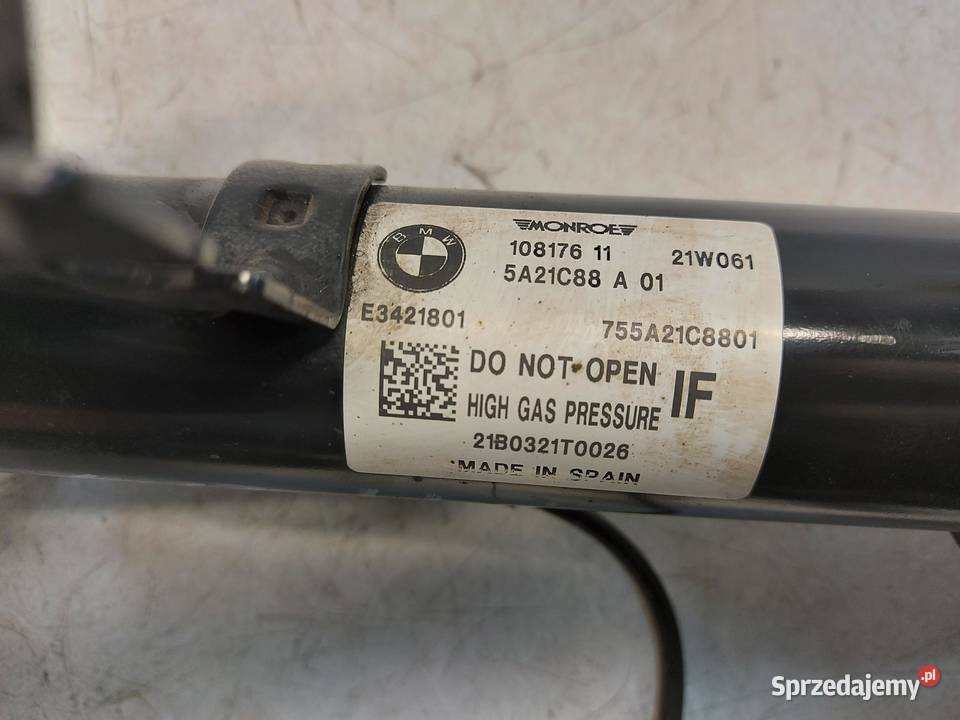 BMW
MONROE
108176 11 21W061
5A21C88 A 01
E3421801 755A21C8801
DO NOT OPEN IF
HIGH GAS PRESSURE
21B0321T0026
MADE IN SPAIN
Sprzedajemy.pl